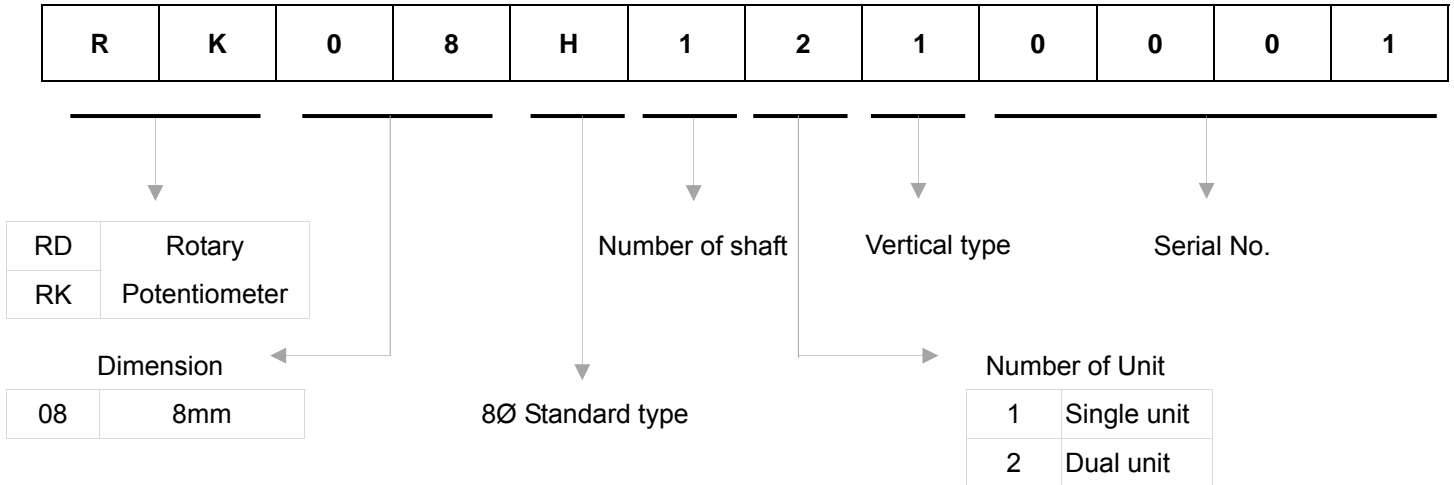 R K 0 8 H 1 2 1 0 0 0 1
RD Rotary
RK Potentiometer
Number of shaft
Vertical type
Serial No.
Dimension
08 8mm
8Ø Standard type
Number of Unit
1 Single unit
2 Dual unit